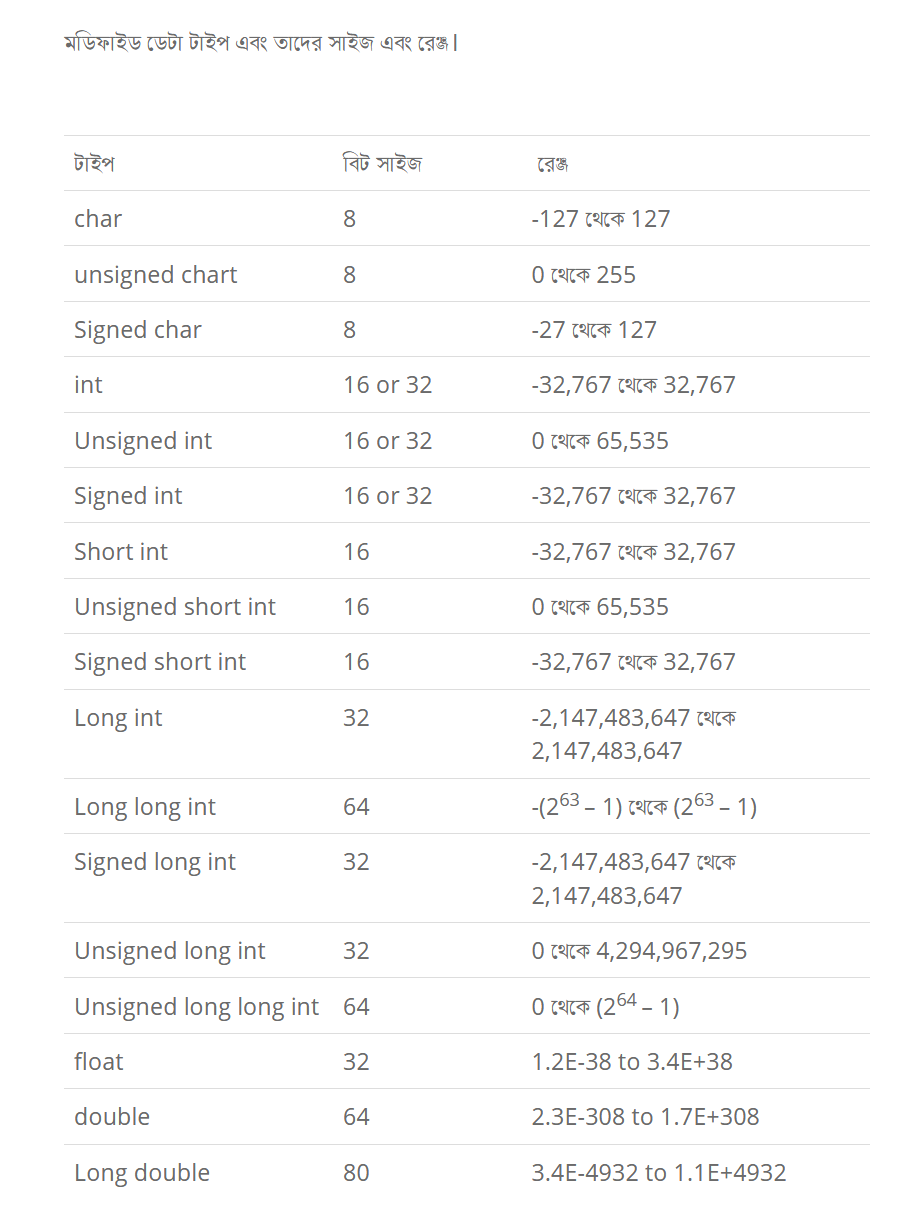 মডিফাইড ডেটা টাইপ এবং তাদের সাইজ এবং রেঞ্জ।
টাইপ বিট সাইজ রেঞ্জ
char 8 -127 থেকে 127
unsigned chart 8 0 থেকে 255
Signed char 8 -27 থেকে 127
int 16 or 32 -32,767 থেকে 32,767
Unsigned int 16 or 32 0 থেকে 65,535
Signed int 16 or 32 -32,767 থেকে 32,767
Short int 16 -32,767 থেকে 32,767
Unsigned short int 16 0 থেকে 65,535
Signed short int 16 -32,767 থেকে 32,767
Long int 32 -2,147,483,647 থেকে
2,147,483,647
Long long int 64 -(2⁶³ – 1) থেকে (2⁶³ – 1)
Signed long int 32 -2,147,483,647 থেকে
2,147,483,647
Unsigned long int 32 0 থেকে 4,294,967,295
Unsigned long long int 64 0 থেকে (2⁶⁴ – 1)
float 32 1.2E-38 to 3.4E+38
double 64 2.3E-308 to 1.7E+308
Long double 80 3.4E-4932 to 1.1E+4932